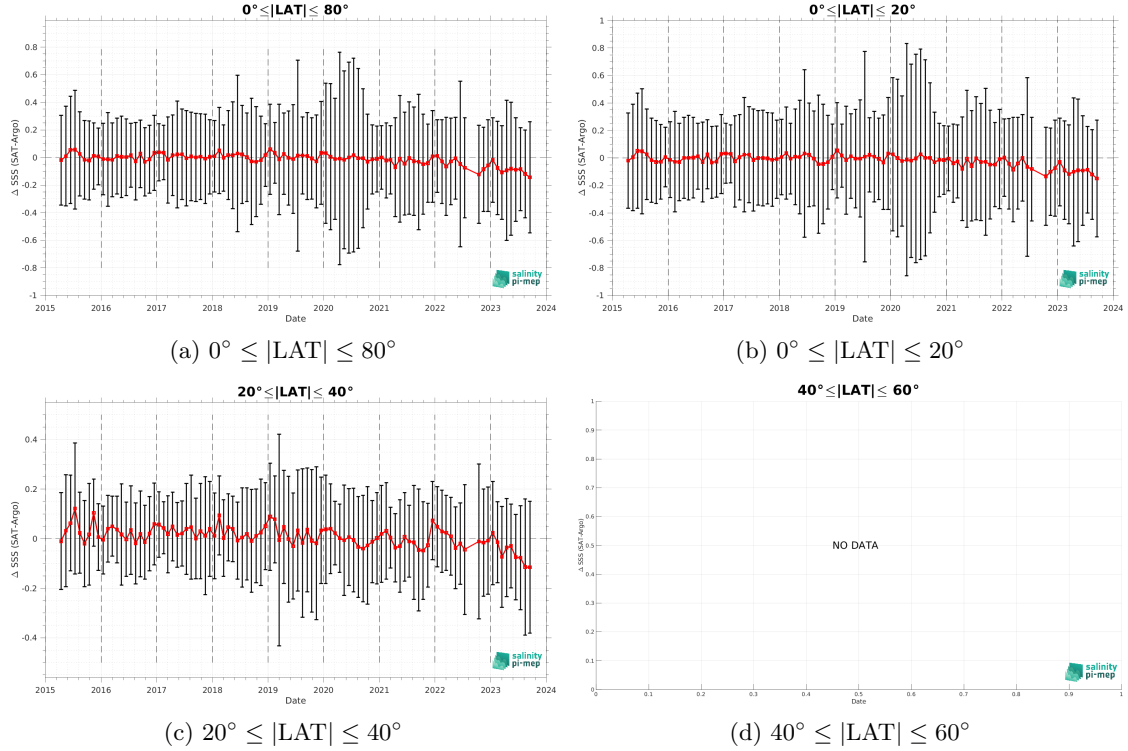 0°≤|LAT|≤ 80°
0.8
0.6
0.4
0.2
0
-0.2
-0.4
-0.6
-0.8
-1
Δ SSS (SAT-Argo)
2015 2016 2017 2018 2019 2020 2021 2022 2023 2024
Date
salinity
pi-mep
(a) 0° ≤ |LAT| ≤ 80°
0°≤|LAT|≤ 20°
1
0.8
0.6
0.4
0.2
0
-0.2
-0.4
-0.6
-0.8
-1
Δ SSS (SAT-Argo)
2015 2016 2017 2018 2019 2020 2021 2022 2023 2024
Date
salinity
pi-mep
(b) 0° ≤ |LAT| ≤ 20°
20°≤|LAT|≤ 40°
0.4
0.2
0
-0.2
-0.4
Δ SSS (SAT-Argo)
2015 2016 2017 2018 2019 2020 2021 2022 2023 2024
Date
salinity
pi-mep
(c) 20° ≤ |LAT| ≤ 40°
40°≤|LAT|≤ 60°
1
0.9
0.8
0.7
0.6
0.5
0.4
0.3
0.2
0.1
0
Δ SSS (SAT-Argo)
NO DATA
0 0.1 0.2 0.3 0.4 0.5 0.6 0.7 0.8 0.9 1
Date
salinity
pi-mep
(d) 40° ≤ |LAT| ≤ 60°